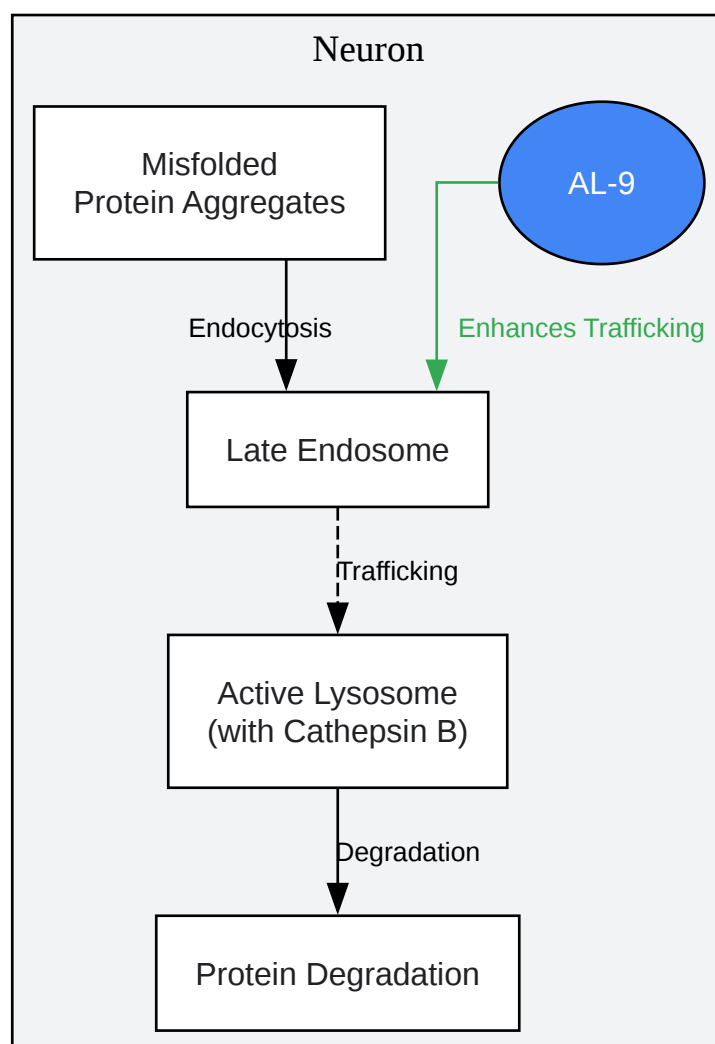 Neuron
Misfolded
Protein Aggregates
AL-9
Endocytosis
Enhances Trafficking
Late Endosome
Trafficking
Active Lysosome
(with Cathepsin B)
Degradation
Protein Degradation